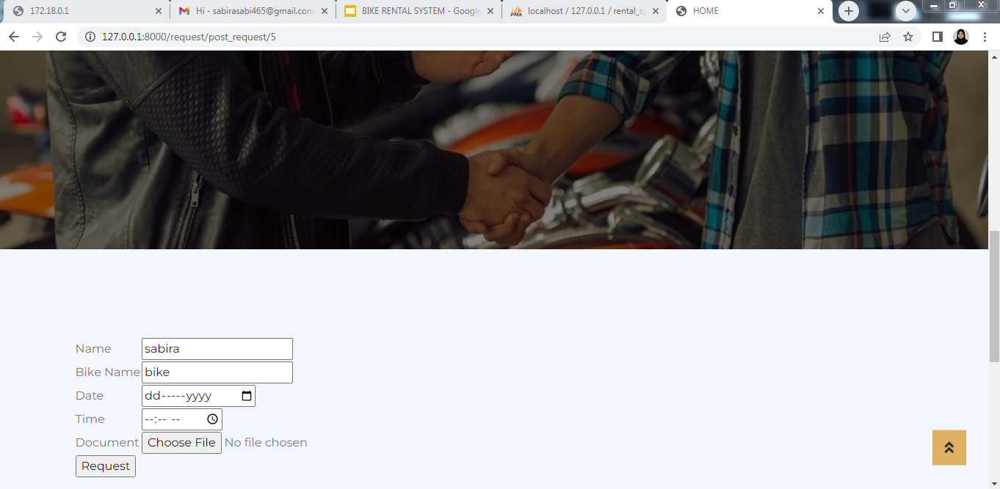 172.18.0.1
Hi - sabirasabi465@gmail.com
BIKE RENTAL SYSTEM - Google
localhost / 127.0.0.1 / rental_sy
HOME
127.0.0.1:8000/request/post_request/5
Name sabira
Bike Name bike
Date dd-----yyyy
Time --:-- --
Document Choose File No file chosen
Request